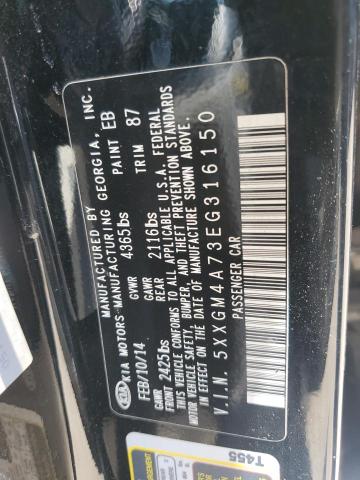 KIA MANUFACTURED BY
KIA MOTORS MANUFACTURING GEORGIA, INC.
FEB/10/14 GVWR 4365lbs PAINT EB
GAWR FRONT 2425lbs GAWR REAR 2116lbs TRIM 87
THIS VEHICLE CONFORMS TO ALL APPLICABLE U.S.A. FEDERAL
MOTOR VEHICLE SAFETY, BUMPER, AND THEFT PREVENTION STANDARDS
IN EFFECT ON THE DATE OF MANUFACTURE SHOWN ABOVE.
V.I.N. 5XXGM4A73EG316150
PASSENGER CAR
T455